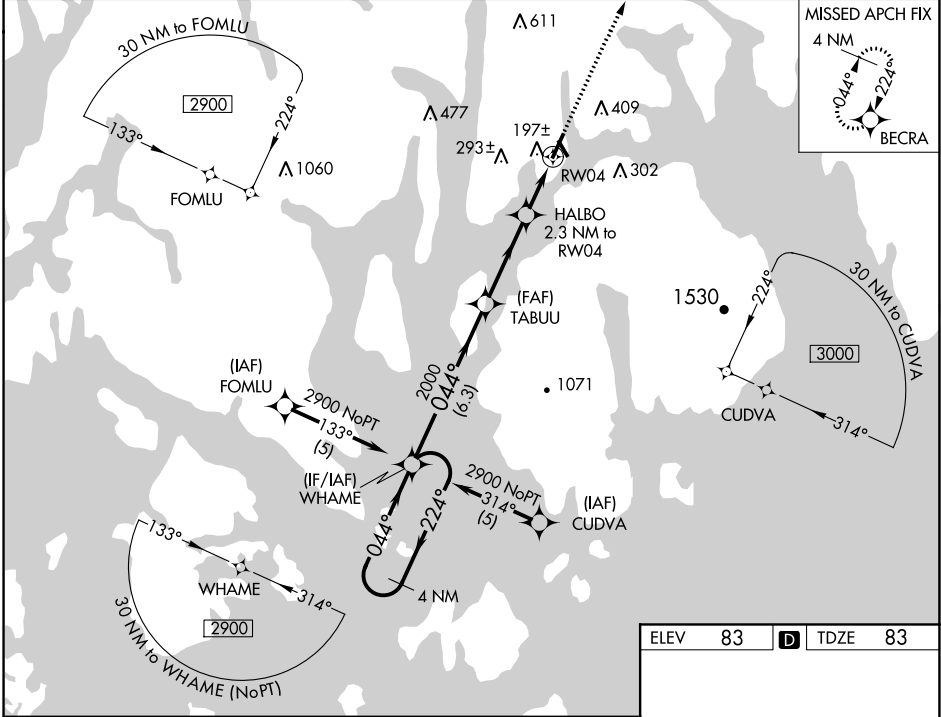 30 NM to FOMLU
2900
133°
224°
FOMLU
1060
611
477
409
197±
293±
302
RW04
MISSED APCH FIX
4 NM
044°
224°
BECRA
HALBO
2.3 NM to
RW04
(FAF)
TABUU
1530
224°
30 NM to CUDVA
3000
CUDVA
314°
(IAF)
FOMLU
2900 NoPT
133°
(5)
2000
044°
(6.3)
1071
(IF/IAF)
WHAME
2900 NoPT
314°
(5)
(IAF)
CUDVA
044°
224°
4 NM
133°
WHAME
314°
2900
30 NM to WHAME (NoPT)
ELEV 83 D TDZE 83